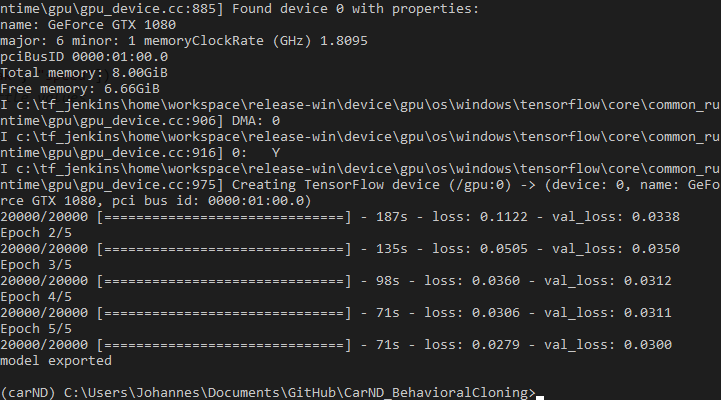 ntime\gpu\gpu_device.cc:885] Found device 0 with properties:
name: GeForce GTX 1080
major: 6 minor: 1 memoryClockRate (GHz) 1.8095
pciBusID 0000:01:00.0
Total memory: 8.00GiB
Free memory: 6.66GiB
I c:\tf_jenkins\home\workspace\release-win\device\gpu\os\windows\tensorflow\core\common_ru
ntime\gpu\gpu_device.cc:906] DMA: 0
I c:\tf_jenkins\home\workspace\release-win\device\gpu\os\windows\tensorflow\core\common_ru
ntime\gpu\gpu_device.cc:916] 0:   Y
I c:\tf_jenkins\home\workspace\release-win\device\gpu\os\windows\tensorflow\core\common_ru
ntime\gpu\gpu_device.cc:975] Creating TensorFlow device (/gpu:0) -> (device: 0, name: GeFo
rce GTX 1080, pci bus id: 0000:01:00.0)
20000/20000 [==============================] - 187s - loss: 0.1122 - val_loss: 0.0338
Epoch 2/5
20000/20000 [==============================] - 135s - loss: 0.0505 - val_loss: 0.0350
Epoch 3/5
20000/20000 [==============================] - 98s - loss: 0.0360 - val_loss: 0.0312
Epoch 4/5
20000/20000 [==============================] - 71s - loss: 0.0306 - val_loss: 0.0311
Epoch 5/5
20000/20000 [==============================] - 71s - loss: 0.0279 - val_loss: 0.0300
model exported
(carND) C:\Users\Johannes\Documents\GitHub\CarND_BehavioralCloning>